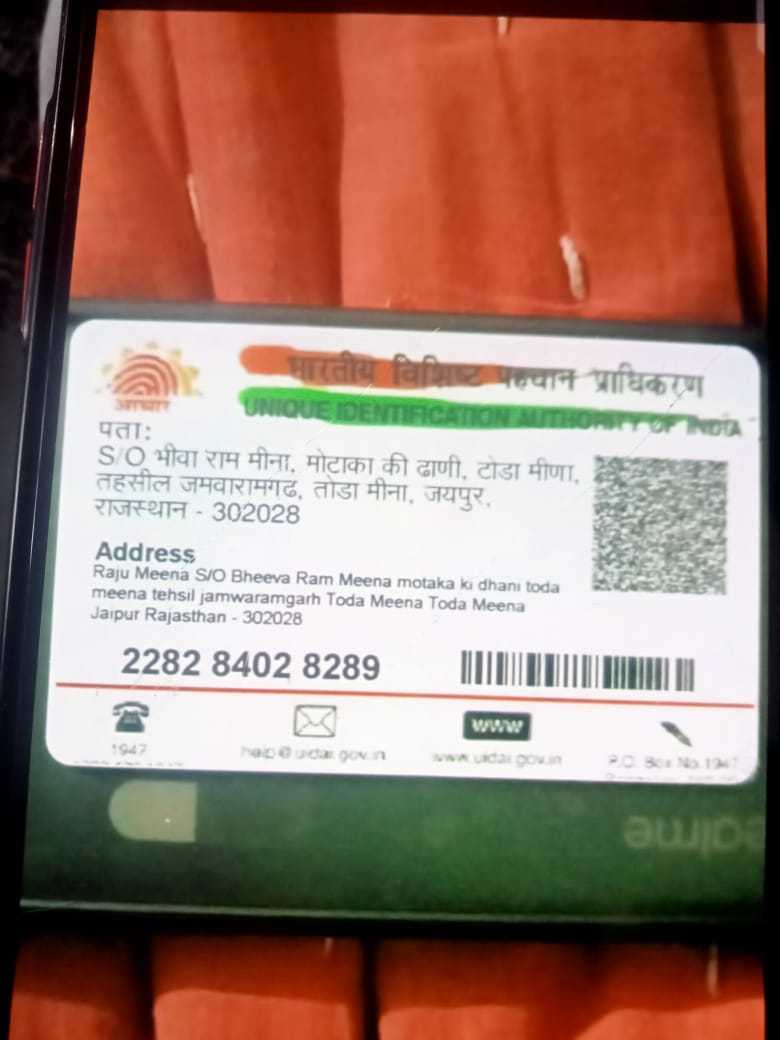 भारतीय विशिष्ट पहचान प्राधिकरण
UNIQUE IDENTIFICATION AUTHORITY OF INDIA
आधार
पता:
S/O भीवा राम मीना, मोटाका की ढाणी, टोडा मीणा,
तहसील जमवारामगढ, तोडा मीना, जयपुर,
राजस्थान - 302028
Address
Raju Meena S/O Bheeva Ram Meena motaka ki dhani toda
meena tehsil jamwaramgarh Toda Meena Toda Meena
Jaipur Rajasthan - 302028
2282 8402 8289
www
1947
help@uidai.gov.in
www.uidai.gov.in
P.O. Box No. 1947
realme